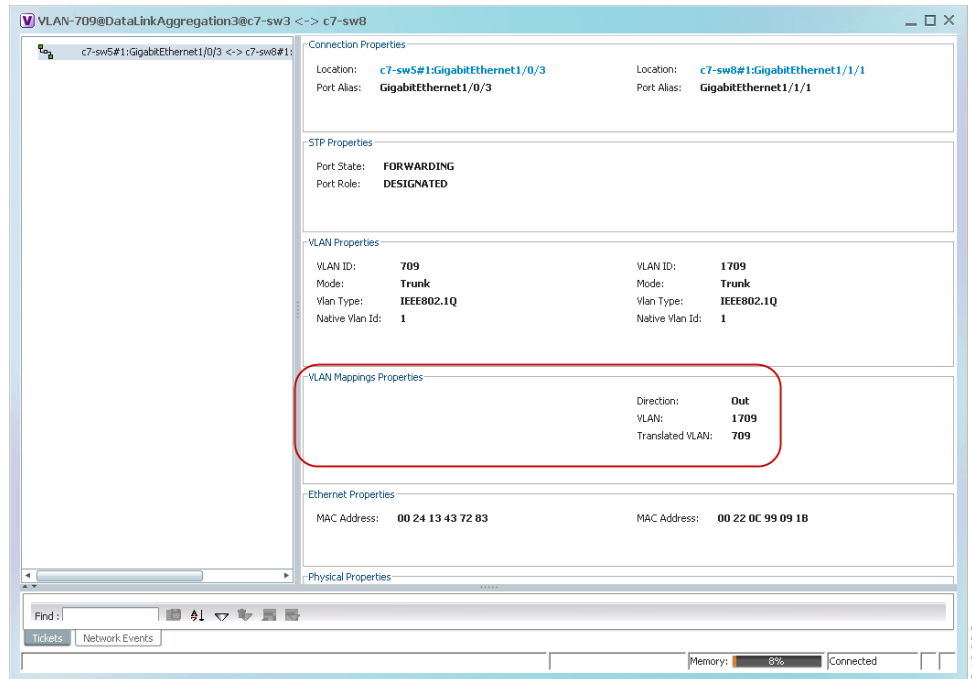 VLAN-709@DataLinkAggregation3@c7-sw3 <-> c7-sw8
c7-sw5#1:GigabitEthernet1/0/3 <-> c7-sw8#1:
Connection Properties
Location: c7-sw5#1:GigabitEthernet1/0/3 Location: c7-sw8#1:GigabitEthernet1/1/1
Port Alias: GigabitEthernet1/0/3 Port Alias: GigabitEthernet1/1/1
STP Properties
Port State: FORWARDING
Port Role: DESIGNATED
VLAN Properties
VLAN ID: 709 VLAN ID: 1709
Mode: Trunk Mode: Trunk
Vlan Type: IEEE802.1Q Vlan Type: IEEE802.1Q
Native Vlan Id: 1 Native Vlan Id: 1
VLAN Mappings Properties
Direction: Out
VLAN: 1709
Translated VLAN: 709
Ethernet Properties
MAC Address: 00 24 13 43 72 83 MAC Address: 00 22 0C 99 09 1B
Physical Properties
Find :
Tickets Network Events
Memory: 8% Connected